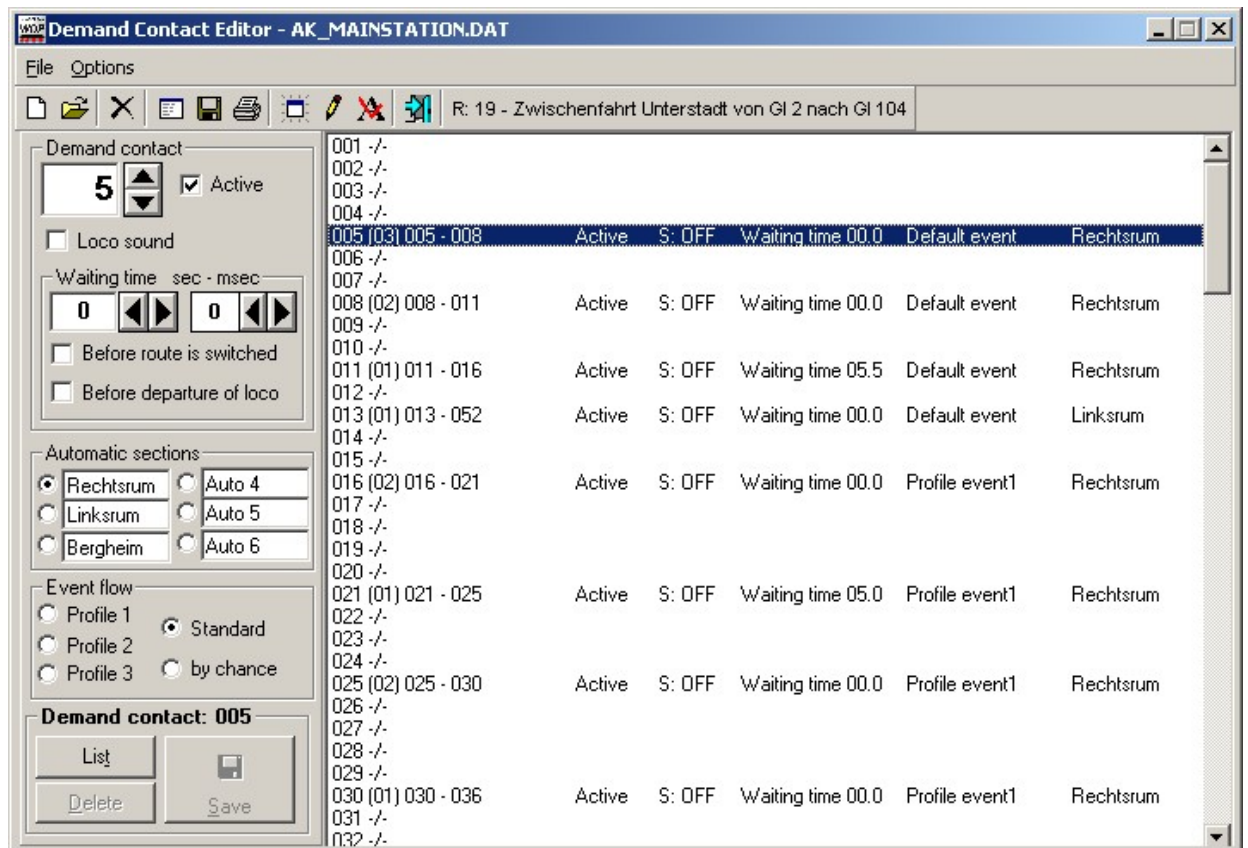 Demand Contact Editor - AK_MAINSTATION.DAT
File Options
R: 19 - Zwischenfahrt Unterstadt von Gl 2 nach Gl 104
Demand contact
5
Active
Loco sound
Waiting time sec - msec
0 0
Before route is switched
Before departure of loco
Automatic sections
Rechtsrum Auto 4
Linksrum Auto 5
Bergheim Auto 6
Event flow
Profile 1
Profile 2
Profile 3
Standard
by chance
Demand contact: 005
List
Delete
Save
001 -/-
002 -/-
003 -/-
004 -/-
005 (03) 005 - 008 Active S: OFF Waiting time 00.0 Default event Rechtsrum
006 -/-
007 -/-
008 (02) 008 - 011 Active S: OFF Waiting time 00.0 Default event Rechtsrum
009 -/-
010 -/-
011 (01) 011 - 016 Active S: OFF Waiting time 05.5 Default event Rechtsrum
012 -/-
013 (01) 013 - 052 Active S: OFF Waiting time 00.0 Default event Linksrum
014 -/-
015 -/-
016 (02) 016 - 021 Active S: OFF Waiting time 00.0 Profile event1 Rechtsrum
017 -/-
018 -/-
019 -/-
020 -/-
021 (01) 021 - 025 Active S: OFF Waiting time 05.0 Profile event1 Rechtsrum
022 -/-
023 -/-
024 -/-
025 (02) 025 - 030 Active S: OFF Waiting time 00.0 Profile event1 Rechtsrum
026 -/-
027 -/-
028 -/-
029 -/-
030 (01) 030 - 036 Active S: OFF Waiting time 00.0 Profile event1 Rechtsrum
031 -/-
032 -/-